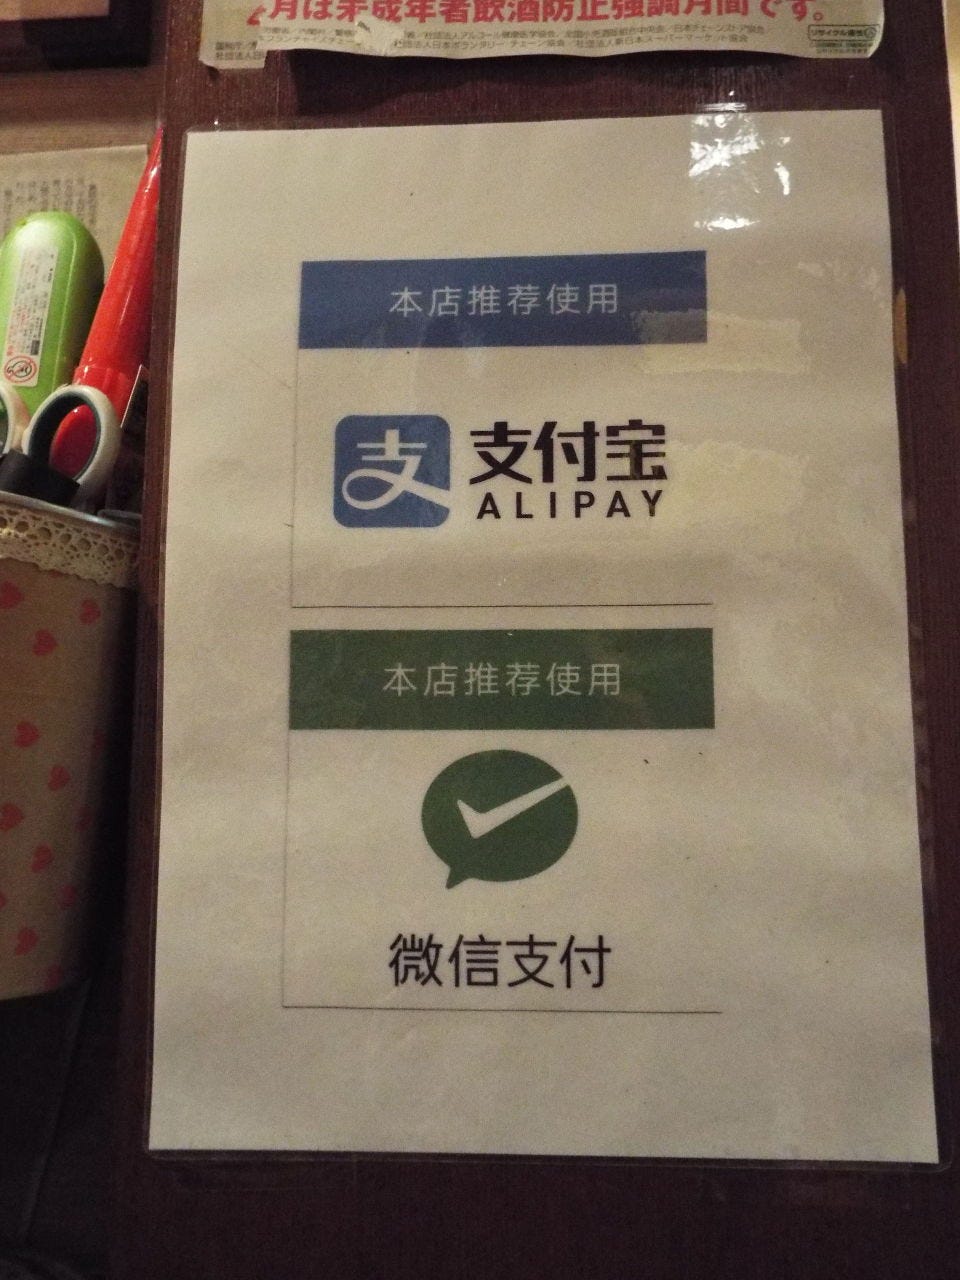 月は未成年者飲酒防止強調月間です。
本店推荐使用
支
支付宝
ALIPAY
本店推荐使用
微信支付